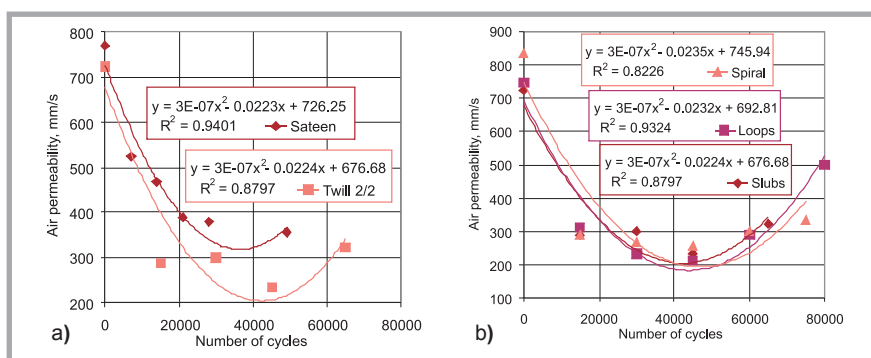 800
700
600
500
400
300
200
Air permeability, mm/s
y = 3E-07x²- 0.0223x + 726.25
R² = 0.9401
Sateen
y = 3E-07x²- 0.0224x + 676.68
R² = 0.8797
Twill 2/2
0 20000 40000 60000 80000
Number of cycles
a)
900
800
700
600
500
400
300
200
100
Air permeability, mm/s
y = 3E-07x²- 0.0235x + 745.94
R² = 0.8226
Spiral
y = 3E-07x²- 0.0232x + 692.81
R² = 0.9324
Loops
y = 3E-07x²- 0.0224x + 676.68
R² = 0.8797
Slubs
0 20000 40000 60000 80000
Number of cycles
b)